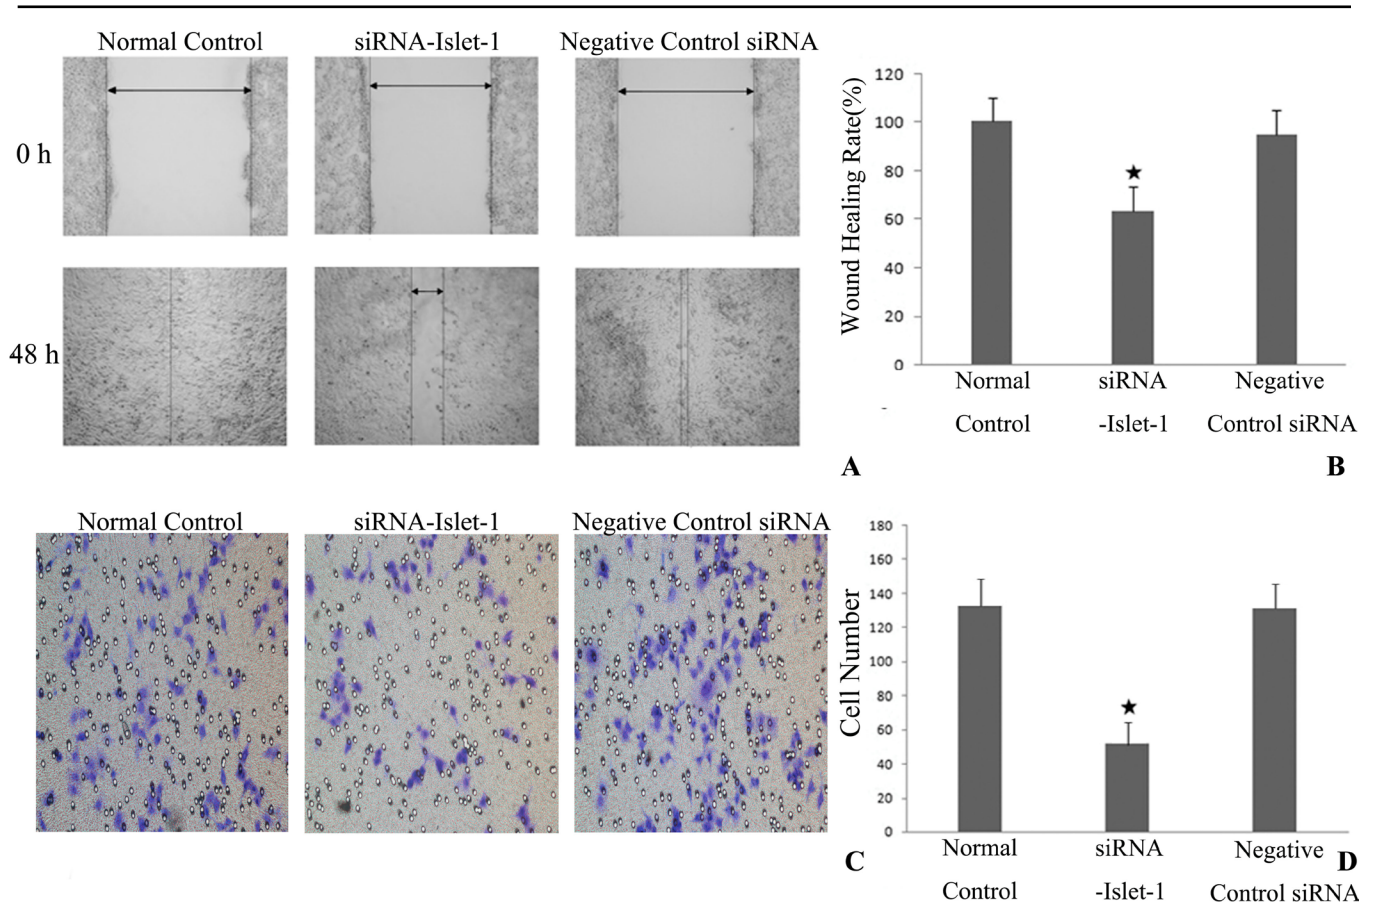 Normal Control
siRNA-Islet-1
Negative Control siRNA
0 h
48 h
A
Wound Healing Rate(%)
120
100
80
60
40
20
0
Normal
Control
siRNA
-Islet-1
Negative
Control siRNA
B
Normal Control
siRNA-Islet-1
Negative Control siRNA
C
Cell Number
180
160
140
120
100
80
60
40
20
0
Normal
Control
siRNA
-Islet-1
Negative
Control siRNA
D